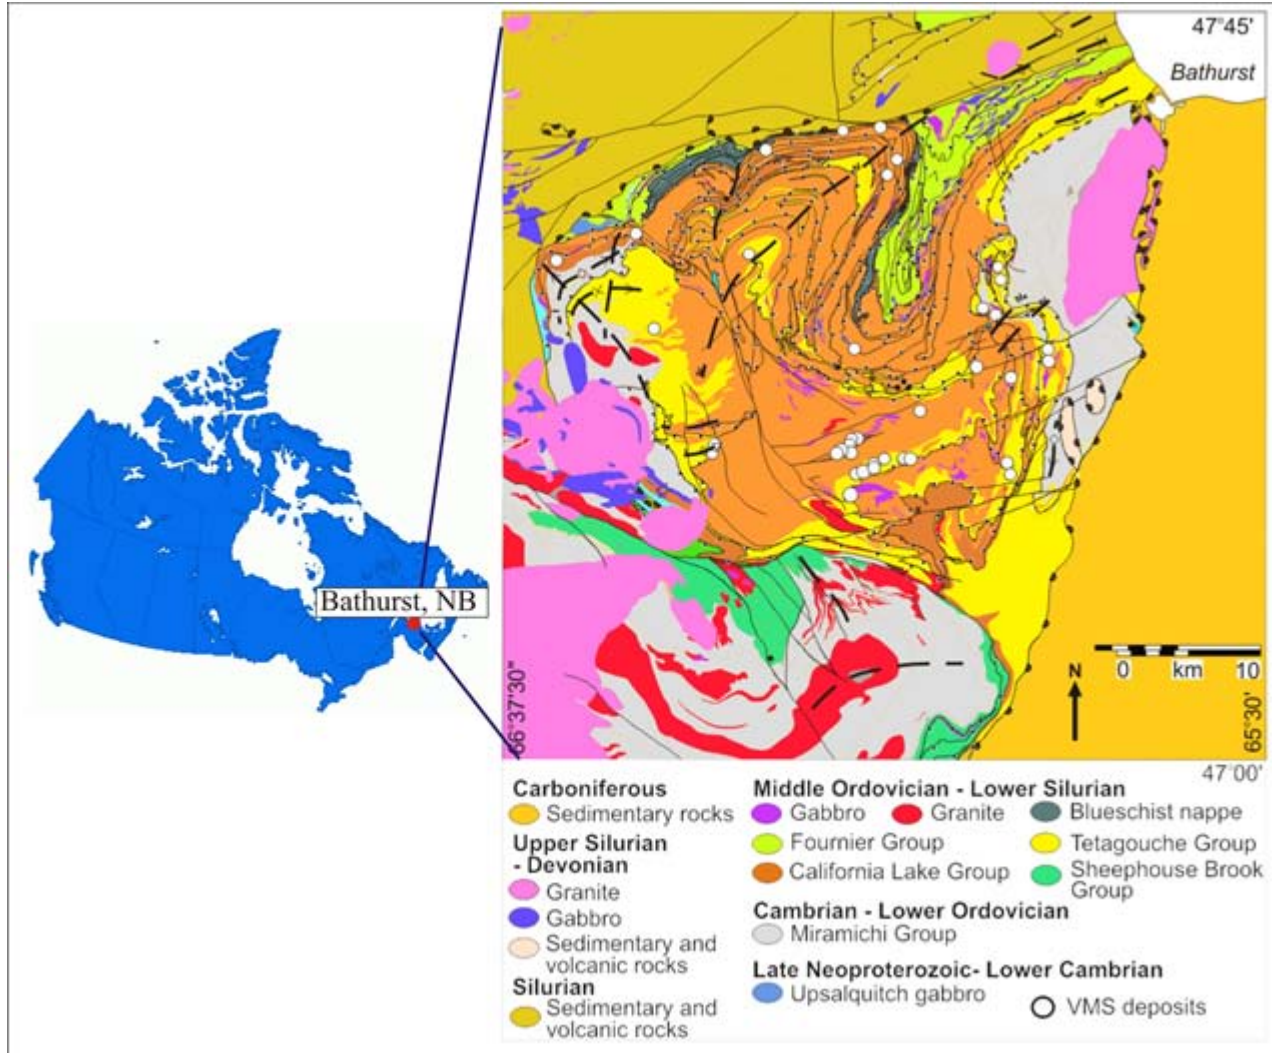 47°45'
Bathurst
Bathurst, NB
N
0 km 10
66°37'30"
65°30'
47°00'
Carboniferous
Sedimentary rocks
Upper Silurian
- Devonian
Granite
Gabbro
Sedimentary and
volcanic rocks
Silurian
Sedimentary and
volcanic rocks
Middle Ordovician - Lower Silurian
Gabbro
Granite
Blueschist nappe
Fournier Group
Tetagouche Group
California Lake Group
Sheephouse Brook
Group
Cambrian - Lower Ordovician
Miramichi Group
Late Neoproterozoic- Lower Cambrian
Upsalquitch gabbro
VMS deposits